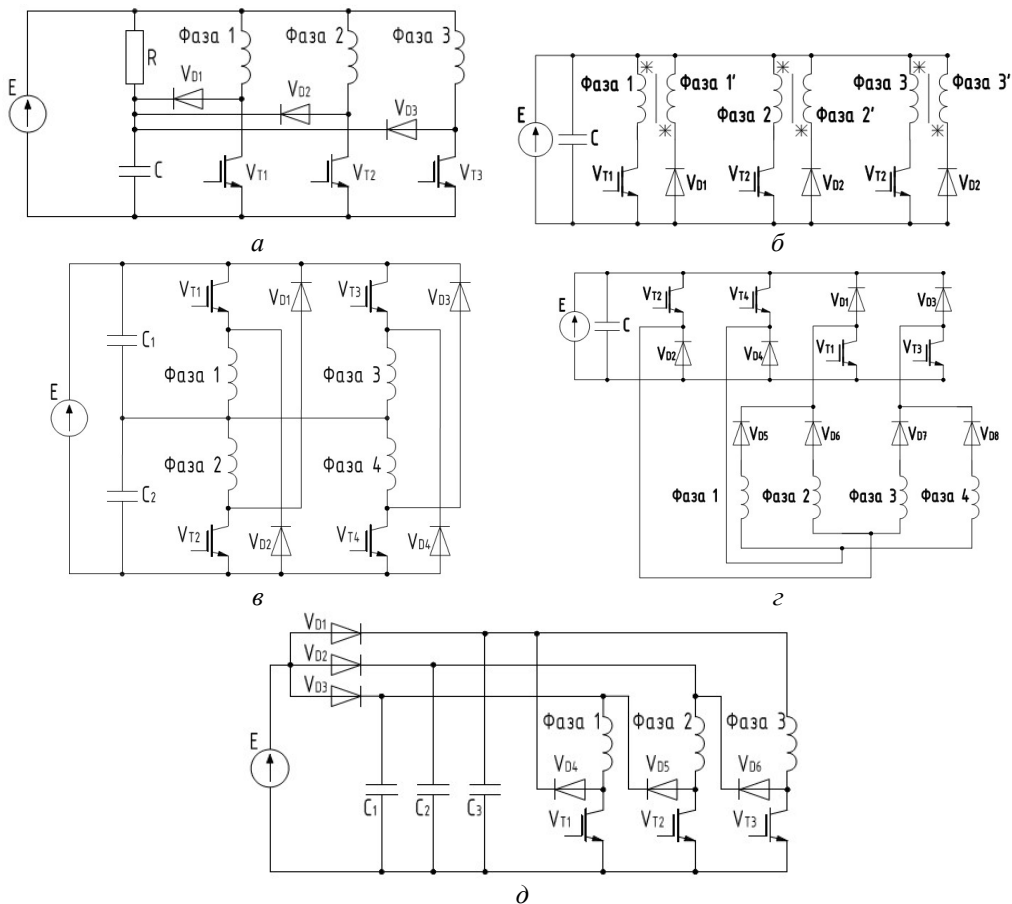 Фаза 1 Фаза 2 Фаза 3
E
R
VD1
VD2
VD3
C
VT1 VT2 VT3
а
E
C
Фаза 1 Фаза 1'
Фаза 2 Фаза 2'
Фаза 3 Фаза 3'
VT1 VD1 VT2 VD2 VT2 VD2
б
E
C1
C2
VT1 VD1 VT3 VD3
Фаза 1 Фаза 3
Фаза 2 Фаза 4
VT2 VD2 VT4 VD4
в
E
C
VT2 VT4 VD1 VD3
VD2 VD4 VT1 VT3
VD5 VD6 VD7 VD8
Фаза 1 Фаза 2 Фаза 3 Фаза 4
г
VD1
VD2
VD3
E
Фаза 1 Фаза 2 Фаза 3
VD4 VD5 VD6
C1 C2 C3
VT1 VT2 VT3
д